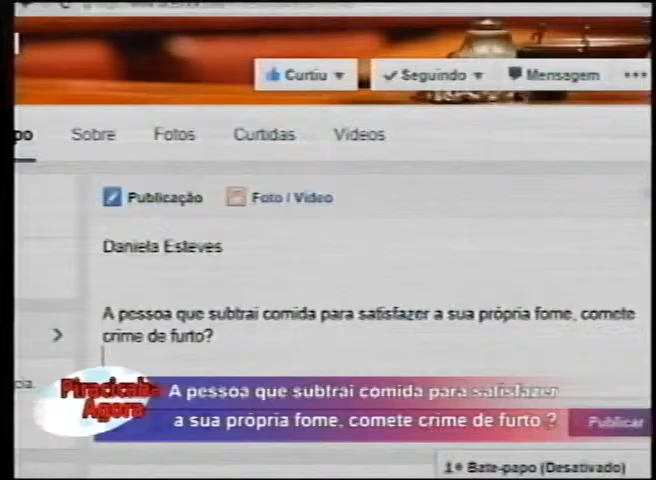 Curtiu
Seguindo
Mensagem
Sobre
Fotos
Curtidas
Vídeos
Publicação
Foto / Vídeo
Daniela Esteves
A pessoa que subtrai comida para satisfazer a sua própria fome, comete
crime de furto?
Piracicaba
Agora
A pessoa que subtrai comida para satisfazer
a sua própria fome, comete crime de furto ?
Publicar
Bate-papo (Desativado)